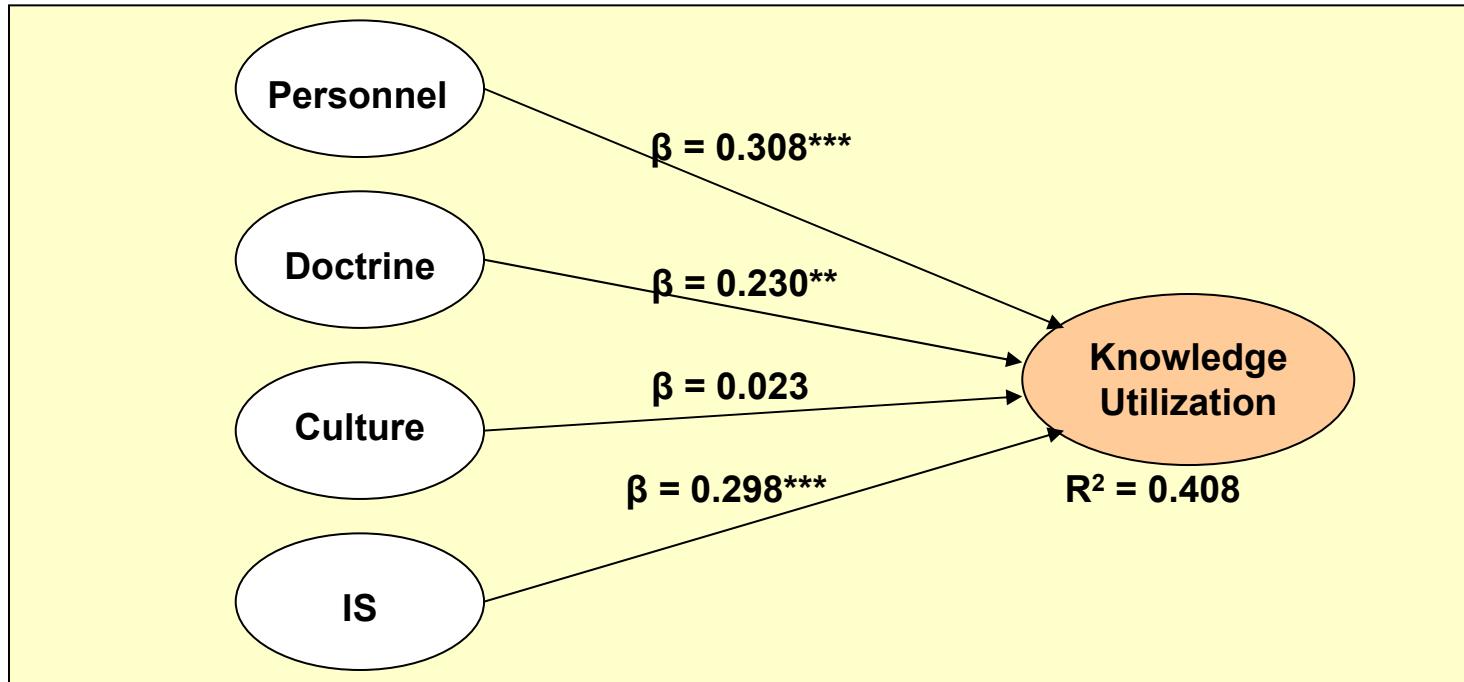 Personnel
β = 0.308***
Doctrine
β = 0.230**
Culture
β = 0.023
IS
β = 0.298***
Knowledge
Utilization
R² = 0.408